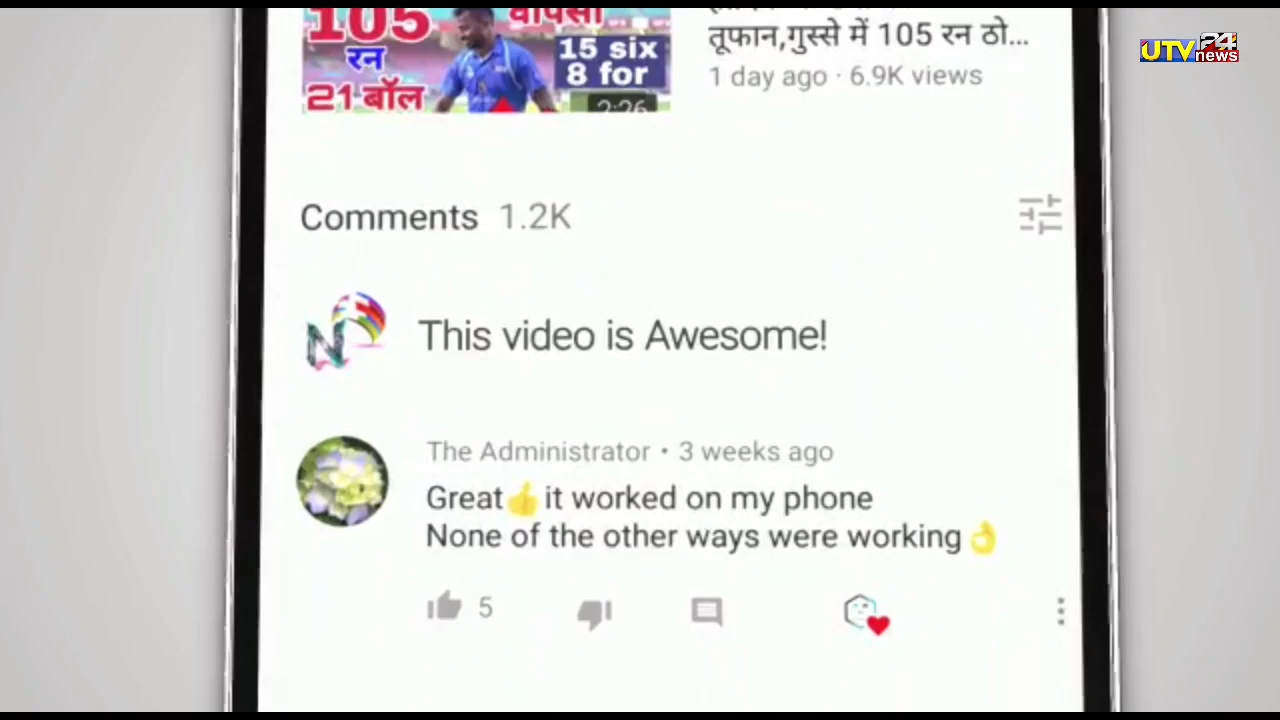 105
वापसी
रन
15 six
8 for
21 बॉल
2:26
तूफान,गुस्से में 105 रन ठो...
1 day ago · 6.9K views
UTV 24 news
Comments 1.2K
This video is Awesome!
The Administrator • 3 weeks ago
Great👍it worked on my phone
None of the other ways were working👌
5